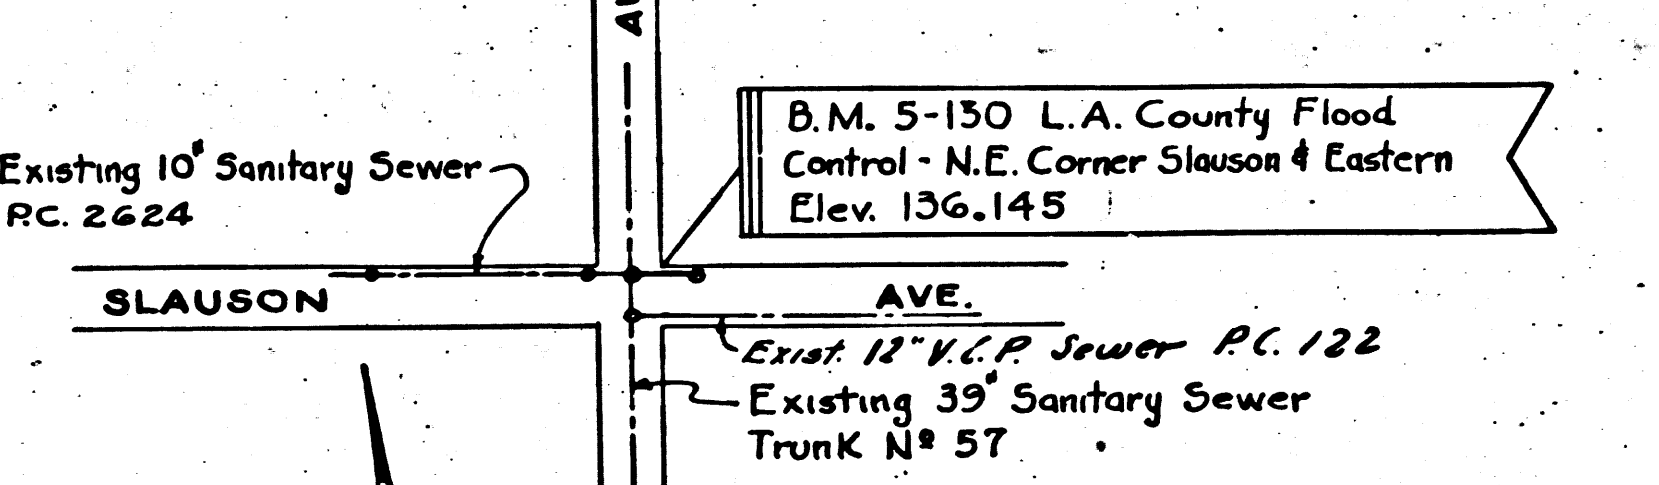 B.M. 5-130 L.A. County Flood
Control - N.E. Corner Slauson & Eastern
Elev. 136.145
Existing 10" Sanitary Sewer
P.C. 2624
SLAUSON AVE.
Exist. 12" V.C.P. Sewer P.C. 122
Existing 39" Sanitary Sewer
Trunk Nº 57